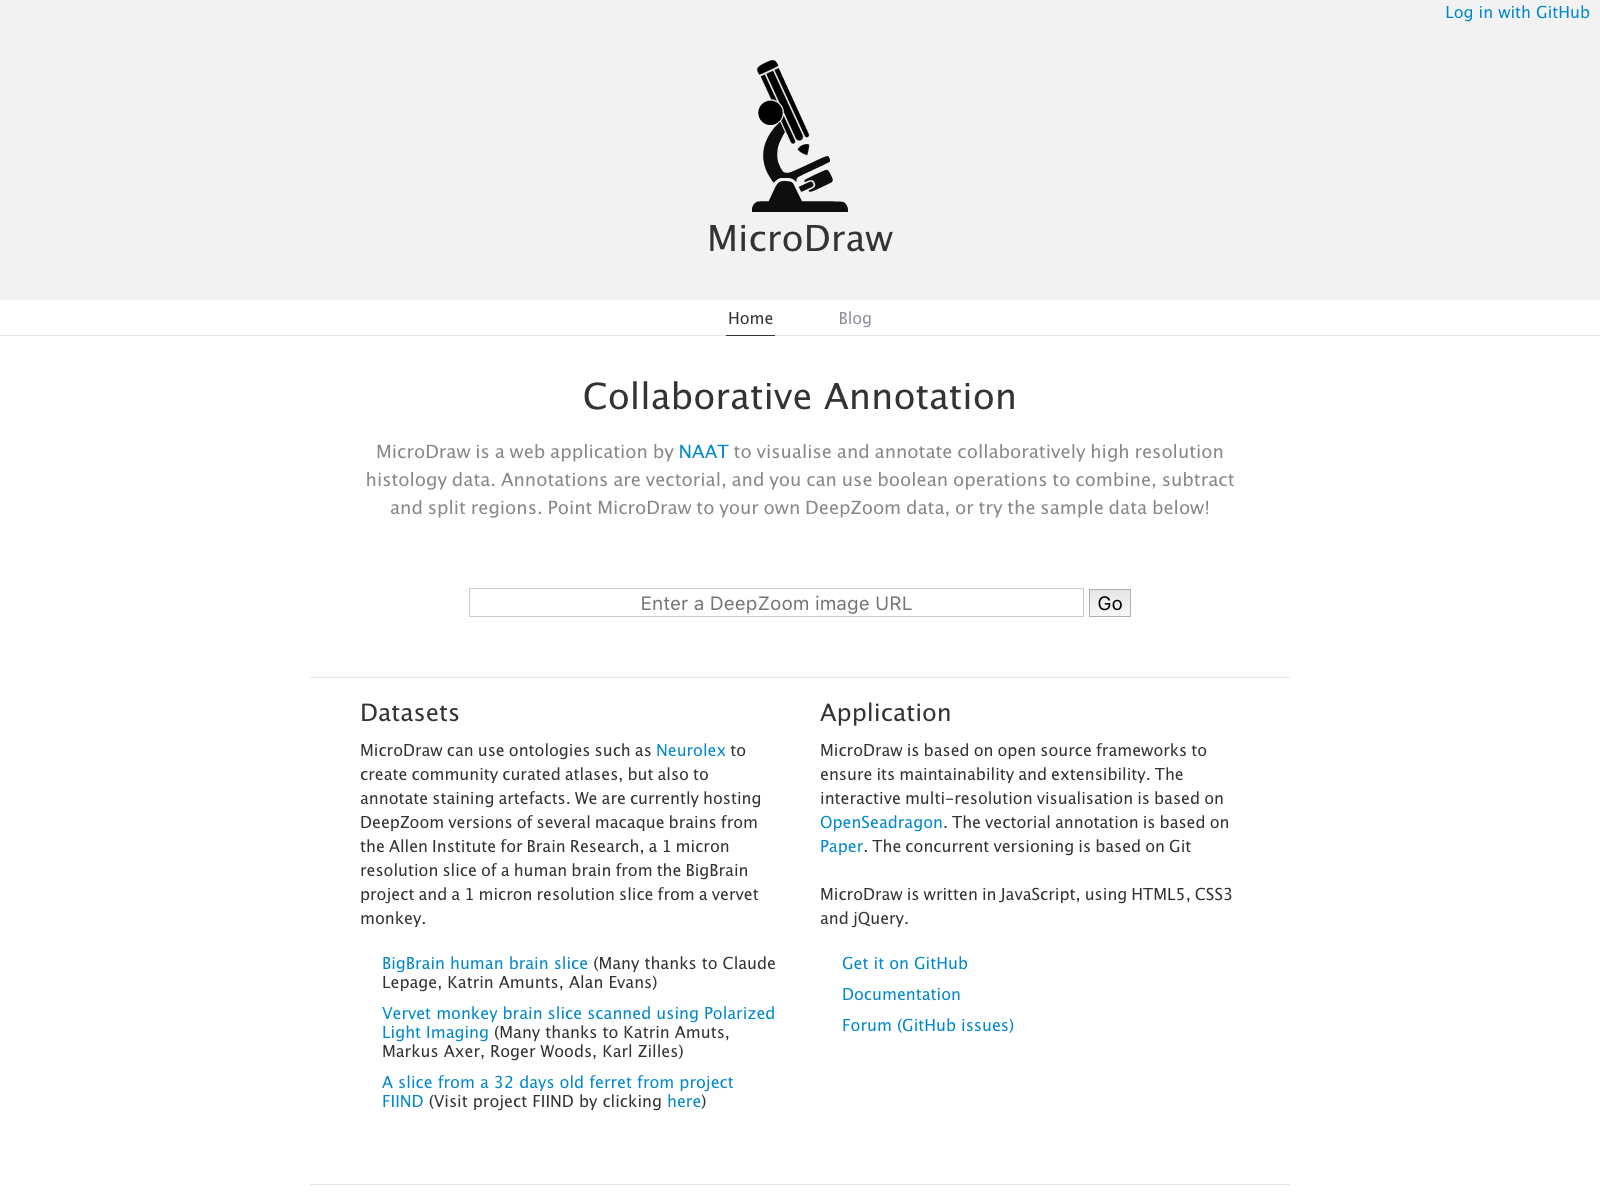 Log in with GitHub
MicroDraw
Home
Blog
Collaborative Annotation
MicroDraw is a web application by NAAT to visualise and annotate collaboratively high resolution
histology data. Annotations are vectorial, and you can use boolean operations to combine, subtract
and split regions. Point MicroDraw to your own DeepZoom data, or try the sample data below!
Enter a DeepZoom image URL
Go
Datasets
MicroDraw can use ontologies such as Neurolex to
create community curated atlases, but also to
annotate staining artefacts. We are currently hosting
DeepZoom versions of several macaque brains from
the Allen Institute for Brain Research, a 1 micron
resolution slice of a human brain from the BigBrain
project and a 1 micron resolution slice from a vervet
monkey.
BigBrain human brain slice (Many thanks to Claude
Lepage, Katrin Amunts, Alan Evans)
Vervet monkey brain slice scanned using Polarized
Light Imaging (Many thanks to Katrin Amuts,
Markus Axer, Roger Woods, Karl Zilles)
A slice from a 32 days old ferret from project
FIIND (Visit project FIIND by clicking here)
Application
MicroDraw is based on open source frameworks to
ensure its maintainability and extensibility. The
interactive multi-resolution visualisation is based on
OpenSeadragon. The vectorial annotation is based on
Paper. The concurrent versioning is based on Git
MicroDraw is written in JavaScript, using HTML5, CSS3
and jQuery.
Get it on GitHub
Documentation
Forum (GitHub issues)